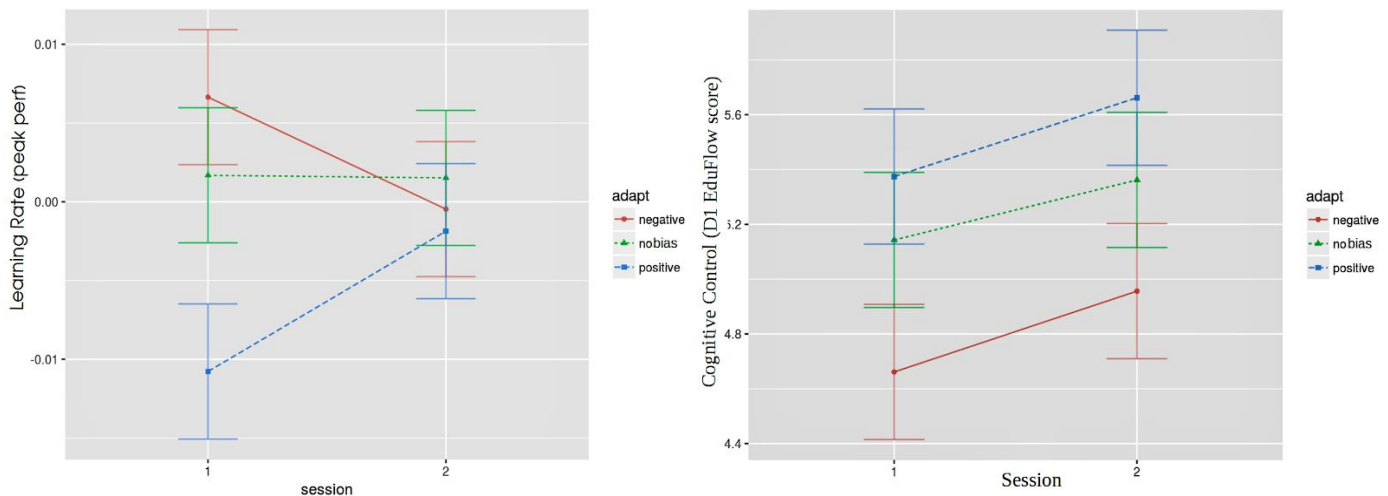 Learning Rate (peak perf)
0.01
0.00
-0.01
1
2
session
adapt
negative
nobias
positive
Cognitive Control (D1 EduFlow score)
5.6
5.2
4.8
4.4
1
2
Session
adapt
negative
nobias
positive